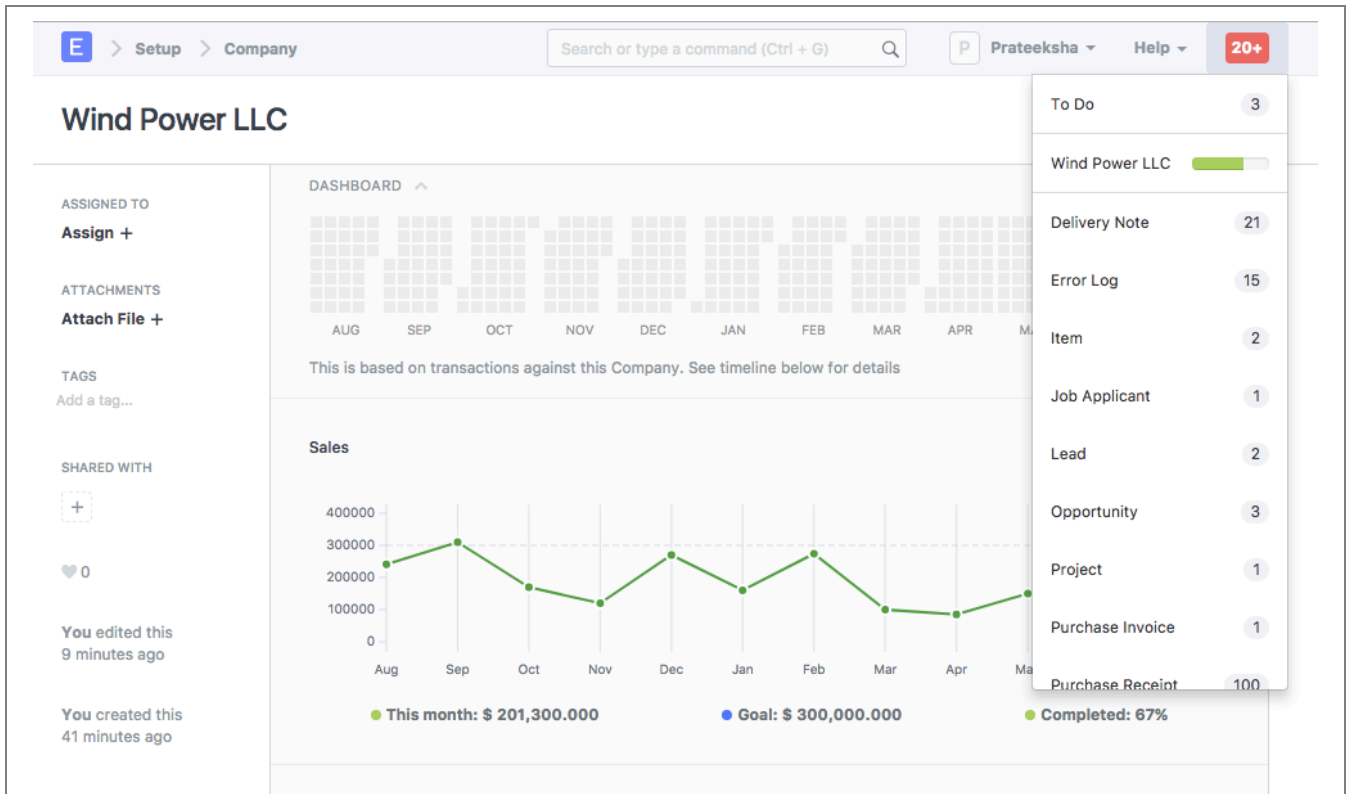 E Setup Company Search or type a command (Ctrl + G) P Prateeksha Help 20+
Wind Power LLC
ASSIGNED TO
Assign +
ATTACHMENTS
Attach File +
TAGS
Add a tag...
SHARED WITH
+
0
You edited this
9 minutes ago
You created this
41 minutes ago
DASHBOARD
AUG SEP OCT NOV DEC JAN FEB MAR APR
This is based on transactions against this Company. See timeline below for details
Sales
400000
300000
200000
100000
0
Aug Sep Oct Nov Dec Jan Feb Mar Apr
This month: $ 201,300.000 Goal: $ 300,000.000 Completed: 67%
To Do 3
Wind Power LLC
Delivery Note 21
Error Log 15
Item 2
Job Applicant 1
Lead 2
Opportunity 3
Project 1
Purchase Invoice 1
Purchase Receipt 100